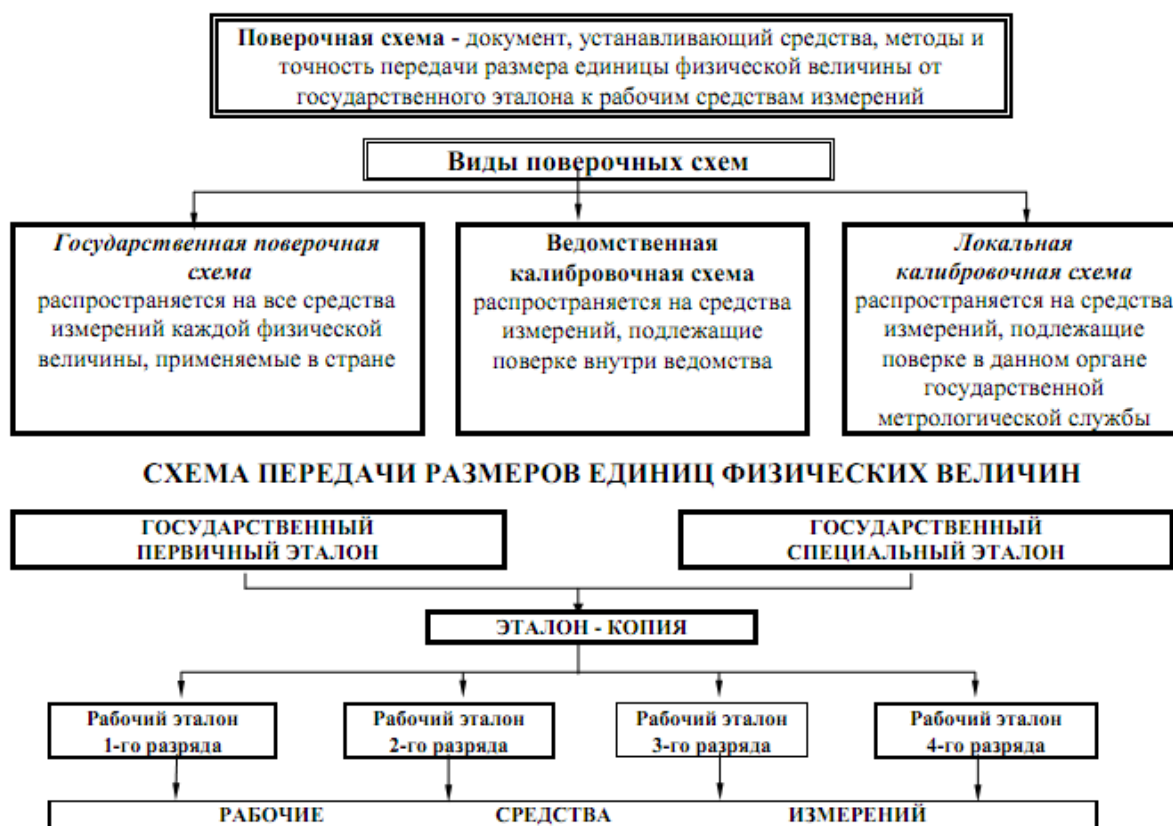 Поверочная схема - документ, устанавливающий средства, методы и
точность передачи размера единицы физической величины от
государственного эталона к рабочим средствам измерений
Виды поверочных схем
Государственная поверочная
схема
распространяется на все средства
измерений каждой физической
величины, применяемые в стране
Ведомственная
калибровочная схема
распространяется на средства
измерений, подлежащие
поверке внутри ведомства
Локальная
калибровочная схема
распространяется на средства
измерений, подлежащие
поверке в данном органе
государственной
метрологической службы
СХЕМА ПЕРЕДАЧИ РАЗМЕРОВ ЕДИНИЦ ФИЗИЧЕСКИХ ВЕЛИЧИН
ГОСУДАРСТВЕННЫЙ
ПЕРВИЧНЫЙ ЭТАЛОН
ГОСУДАРСТВЕННЫЙ
СПЕЦИАЛЬНЫЙ ЭТАЛОН
ЭТАЛОН - КОПИЯ
Рабочий эталон
1-го разряда
Рабочий эталон
2-го разряда
Рабочий эталон
3-го разряда
Рабочий эталон
4-го разряда
РАБОЧИЕ СРЕДСТВА ИЗМЕРЕНИЙ